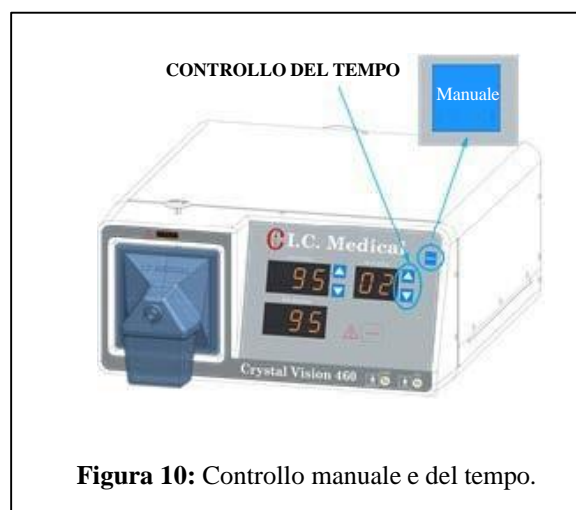 CONTROLLO DEL TEMPO
Manuale
I.C. Medical
95 02
95
Crystal Vision 460
Figura 10: Controllo manuale e del tempo.